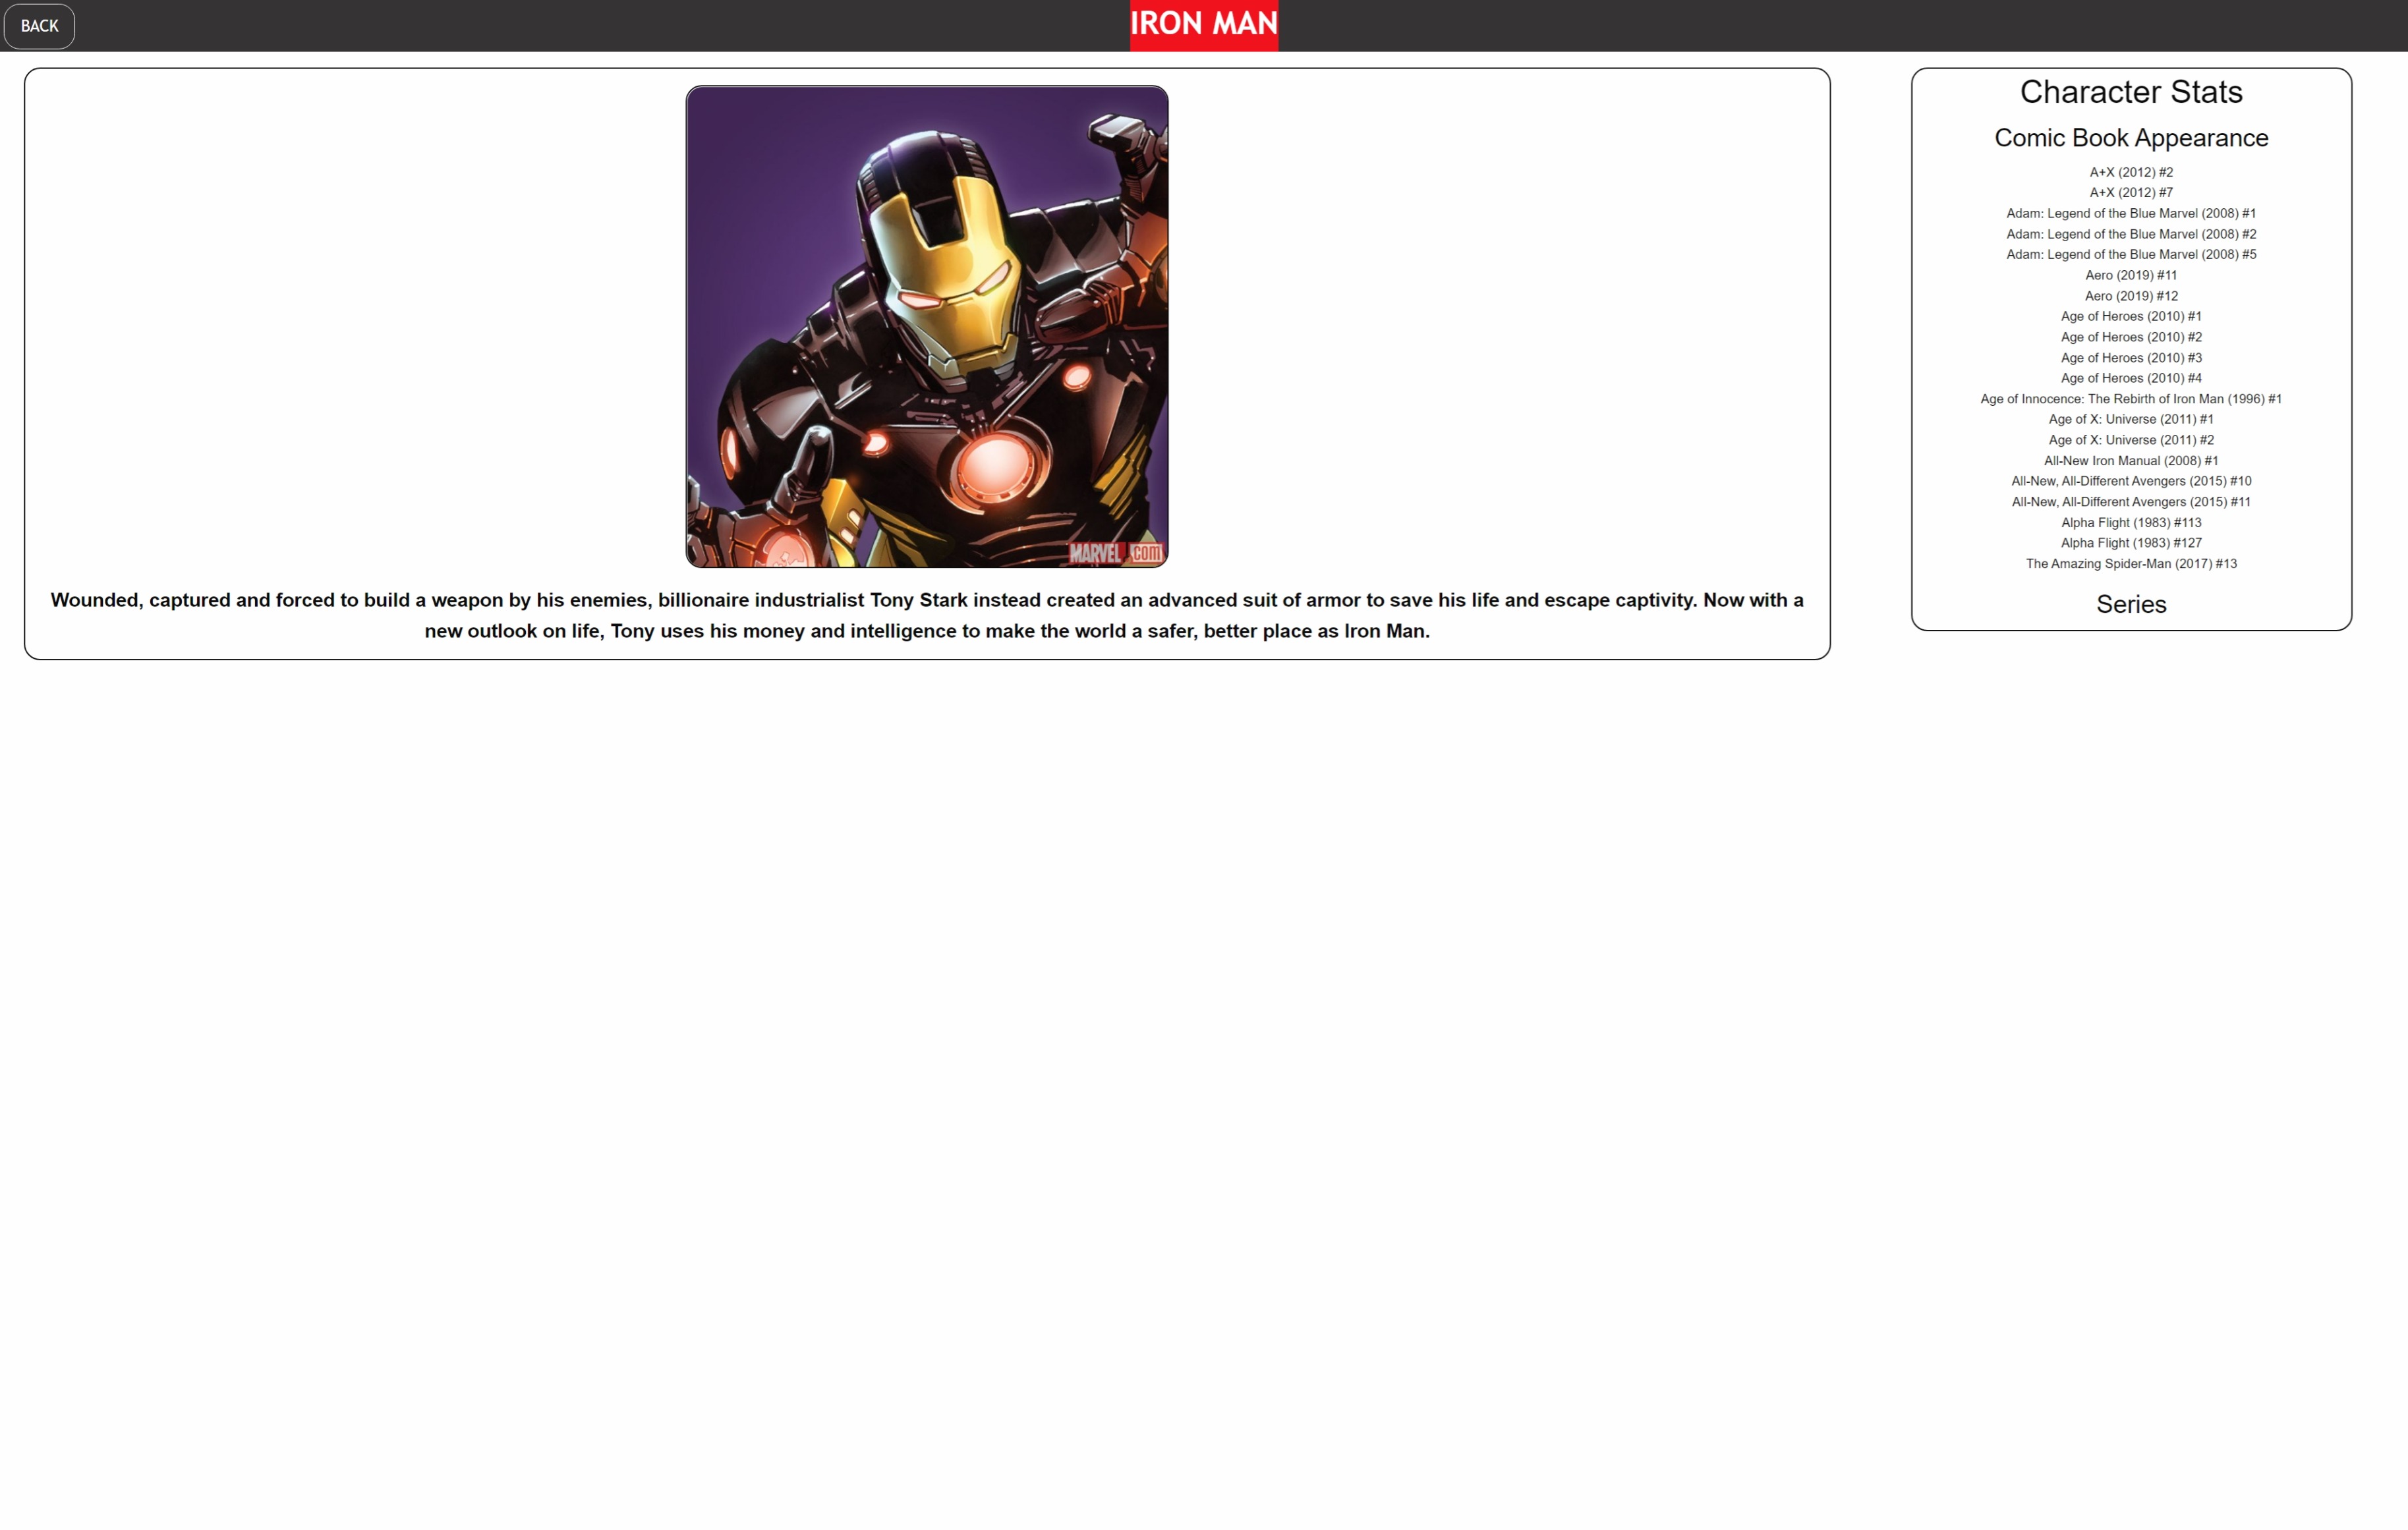 BACK
IRON MAN
MARVEL.com
Wounded, captured and forced to build a weapon by his enemies, billionaire industrialist Tony Stark instead created an advanced suit of armor to save his life and escape captivity. Now with a
new outlook on life, Tony uses his money and intelligence to make the world a safer, better place as Iron Man.
Character Stats
Comic Book Appearance
A+X (2012) #2
A+X (2012) #7
Adam: Legend of the Blue Marvel (2008) #1
Adam: Legend of the Blue Marvel (2008) #2
Adam: Legend of the Blue Marvel (2008) #5
Aero (2019) #11
Aero (2019) #12
Age of Heroes (2010) #1
Age of Heroes (2010) #2
Age of Heroes (2010) #3
Age of Heroes (2010) #4
Age of Innocence: The Rebirth of Iron Man (1996) #1
Age of X: Universe (2011) #1
Age of X: Universe (2011) #2
All-New Iron Manual (2008) #1
All-New, All-Different Avengers (2015) #10
All-New, All-Different Avengers (2015) #11
Alpha Flight (1983) #113
Alpha Flight (1983) #127
The Amazing Spider-Man (2017) #13
Series